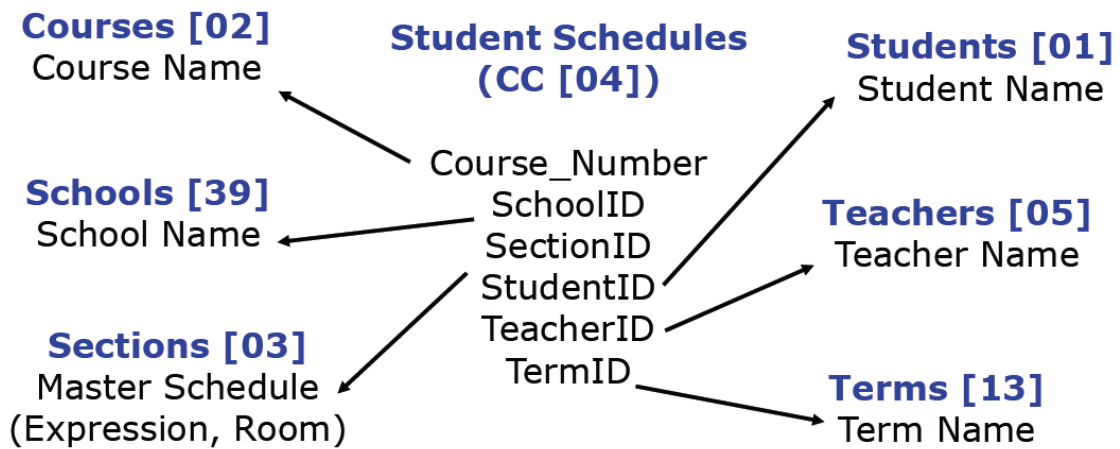 Courses [02]
Course Name
Schools [39]
School Name
Sections [03]
Master Schedule
(Expression, Room)
Student Schedules
(CC [04])
Course_Number
SchoolID
SectionID
StudentID
TeacherID
TermID
Students [01]
Student Name
Teachers [05]
Teacher Name
Terms [13]
Term Name